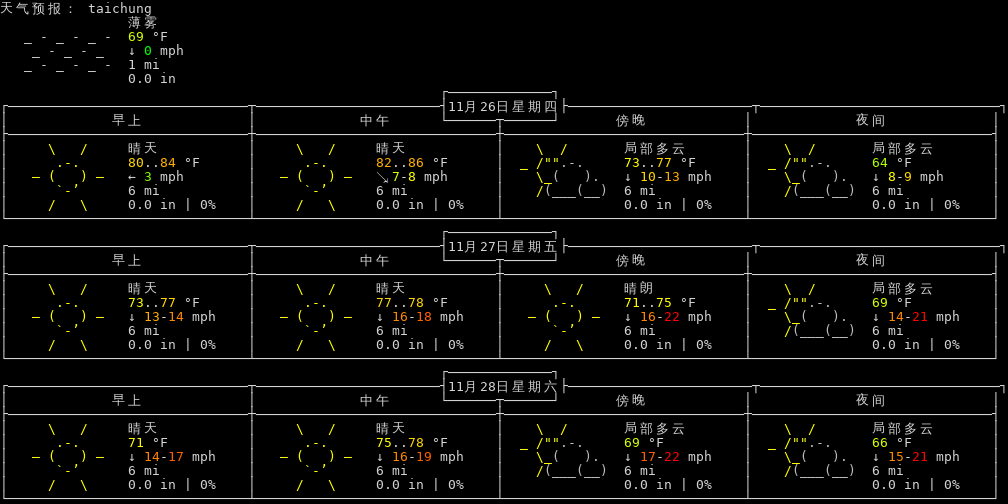 天气预报： taichung
薄雾
69 °F
↓ 0 mph
1 mi
0.0 in
11月26日星期四
早上 中午 傍晚 夜间
晴天 晴天 局部多云 局部多云
80..84 °F 82..86 °F 73..77 °F 64 °F
← 3 mph ↘ 7-8 mph ↓ 10-13 mph ↓ 8-9 mph
6 mi 6 mi 6 mi 6 mi
0.0 in | 0% 0.0 in | 0% 0.0 in | 0% 0.0 in | 0%
11月27日星期五
早上 中午 傍晚 夜间
晴天 晴天 晴朗 局部多云
73..77 °F 77..78 °F 71..75 °F 69 °F
↓ 13-14 mph ↓ 16-18 mph ↓ 16-22 mph ↓ 14-21 mph
6 mi 6 mi 6 mi 6 mi
0.0 in | 0% 0.0 in | 0% 0.0 in | 0% 0.0 in | 0%
11月28日星期六
早上 中午 傍晚 夜间
晴天 晴天 局部多云 局部多云
71 °F 75..78 °F 69 °F 66 °F
↓ 14-17 mph ↓ 16-19 mph ↓ 17-22 mph ↓ 15-21 mph
6 mi 6 mi 6 mi 6 mi
0.0 in | 0% 0.0 in | 0% 0.0 in | 0% 0.0 in | 0%